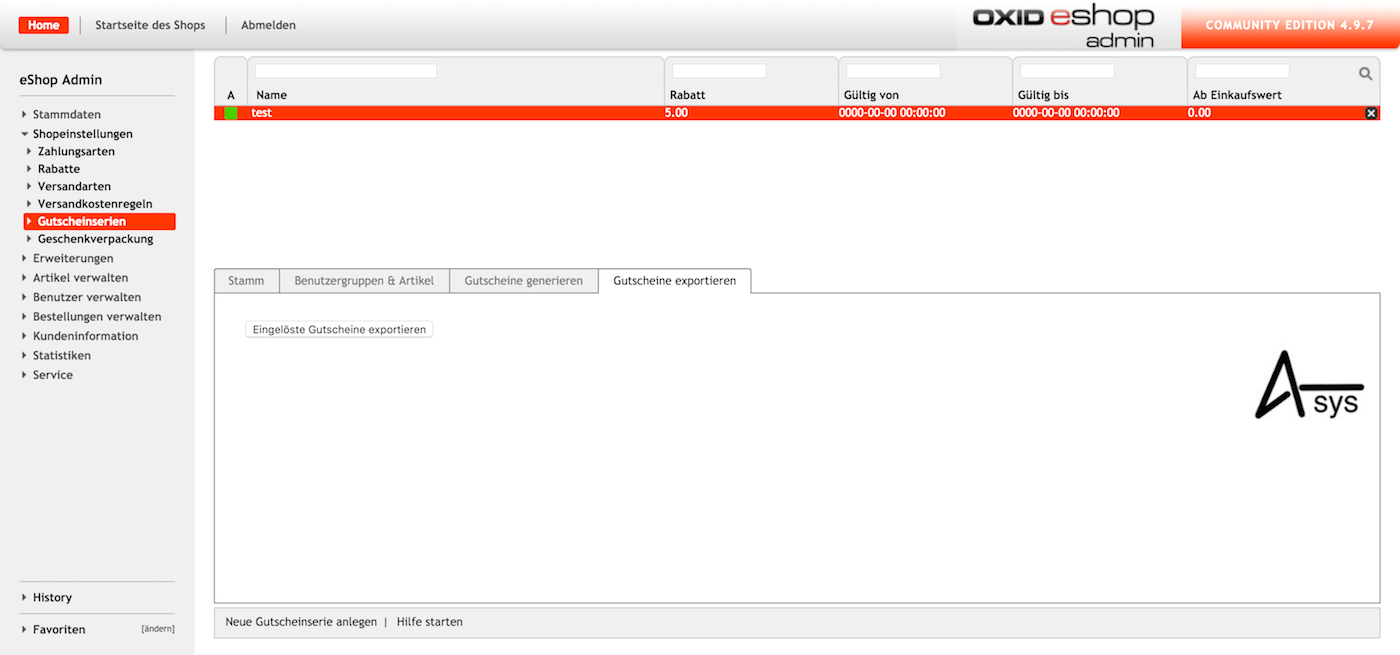 Home
Startseite des Shops
Abmelden
OXID eshop
admin
COMMUNITY EDITION 4.9.7
eShop Admin
Stammdaten
Shopeinstellungen
Zahlungsarten
Rabatte
Versandarten
Versandkostenregeln
Gutscheinserien
Geschenkverpackung
Erweiterungen
Artikel verwalten
Benutzer verwalten
Bestellungen verwalten
Kundeninformation
Statistiken
Service
History
Favoriten [ändern]
A Name Rabatt Gültig von Gültig bis Ab Einkaufswert
test 5.00 0000-00-00 00:00:00 0000-00-00 00:00:00 0.00
Stamm Benutzergruppen & Artikel Gutscheine generieren Gutscheine exportieren
Eingelöste Gutscheine exportieren
A sys
Neue Gutscheinserie anlegen | Hilfe starten